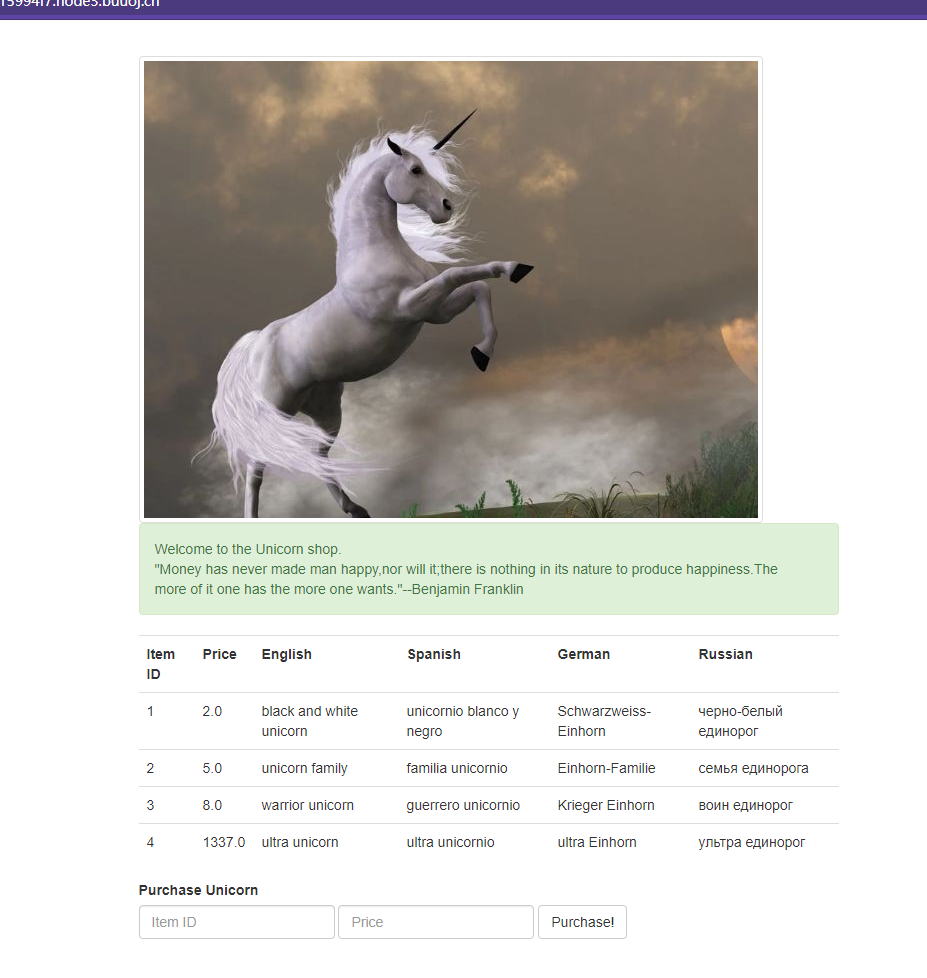 Welcome to the Unicorn shop.
"Money has never made man happy,nor will it;there is nothing in its nature to produce happiness.The
more of it one has the more one wants."--Benjamin Franklin
Item ID Price English Spanish German Russian
1 2.0 black and white unicorn unicornio blanco y negro Schwarzweiss-Einhorn черно-белый единорог
2 5.0 unicorn family familia unicornio Einhorn-Familie семья единорога
3 8.0 warrior unicorn guerrero unicornio Krieger Einhorn воин единорог
4 1337.0 ultra unicorn ultra unicornio ultra Einhorn ультра единорог
Purchase Unicorn
Item ID Price Purchase!